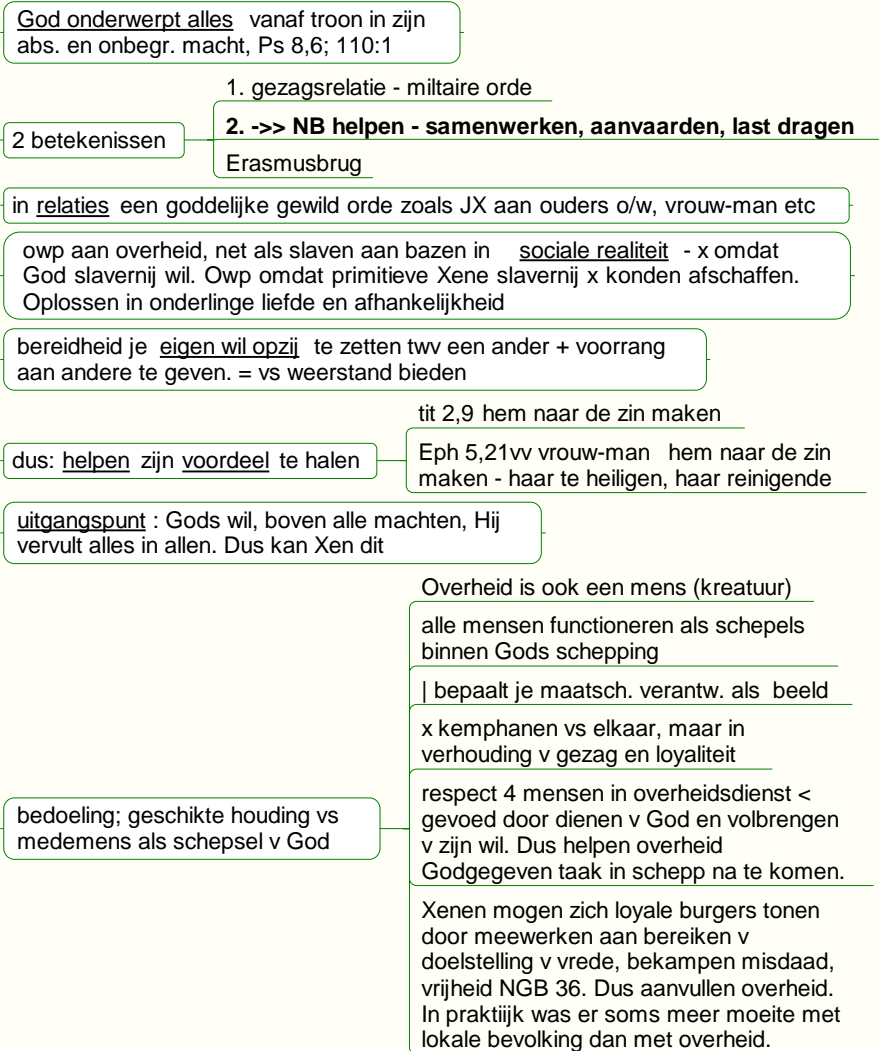 God onderwerpt alles vanaf troon in zijn
abs. en onbegr. macht, Ps 8,6; 110:1
2 betekenissen
1. gezagsrelatie - miltaire orde
2. ->> NB helpen - samenwerken, aanvaarden, last dragen
Erasmusbrug
in relaties een goddelijke gewild orde zoals JX aan ouders o/w, vrouw-man etc
owp aan overheid, net als slaven aan bazen in sociale realiteit - x omdat
God slavernij wil. Owp omdat primitieve Xene slavernij x konden afschaffen.
Oplossen in onderlinge liefde en afhankelijkheid
bereidheid je eigen wil opzij te zetten twv een ander + voorrang
aan andere te geven. = vs weerstand bieden
dus: helpen zijn voordeel te halen
tit 2,9 hem naar de zin maken
Eph 5,21vv vrouw-man hem naar de zin
maken - haar te heiligen, haar reinigende
uitgangspunt : Gods wil, boven alle machten, Hij
vervult alles in allen. Dus kan Xen dit
bedoeling; geschikte houding vs
medemens als schepsel v God
Overheid is ook een mens (kreatuur)
alle mensen functioneren als schepels
binnen Gods schepping
| bepaalt je maatsch. verantw. als beeld
x kemphanen vs elkaar, maar in
verhouding v gezag en loyaliteit
respect 4 mensen in overheidsdienst <
gevoed door dienen v God en volbrengen
v zijn wil. Dus helpen overheid
Godgegeven taak in schepp na te komen.
Xenen mogen zich loyale burgers tonen
door meewerken aan bereiken v
doelstelling v vrede, bekampen misdaad,
vrijheid NGB 36. Dus aanvullen overheid.
In praktiijk was er soms meer moeite met
lokale bevolking dan met overheid.